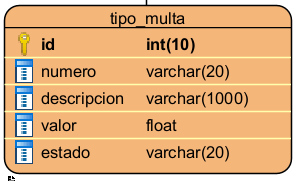 tipo_multa
id int(10)
numero varchar(20)
descripcion varchar(1000)
valor float
estado varchar(20)